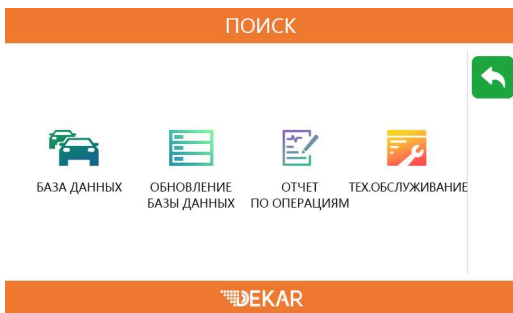 ПОИСК
БАЗА ДАННЫХ
ОБНОВЛЕНИЕ
БАЗЫ ДАННЫХ
ОТЧЕТ
ПО ОПЕРАЦИЯМ
ТЕХ.ОБСЛУЖИВАНИЕ
DEKAR